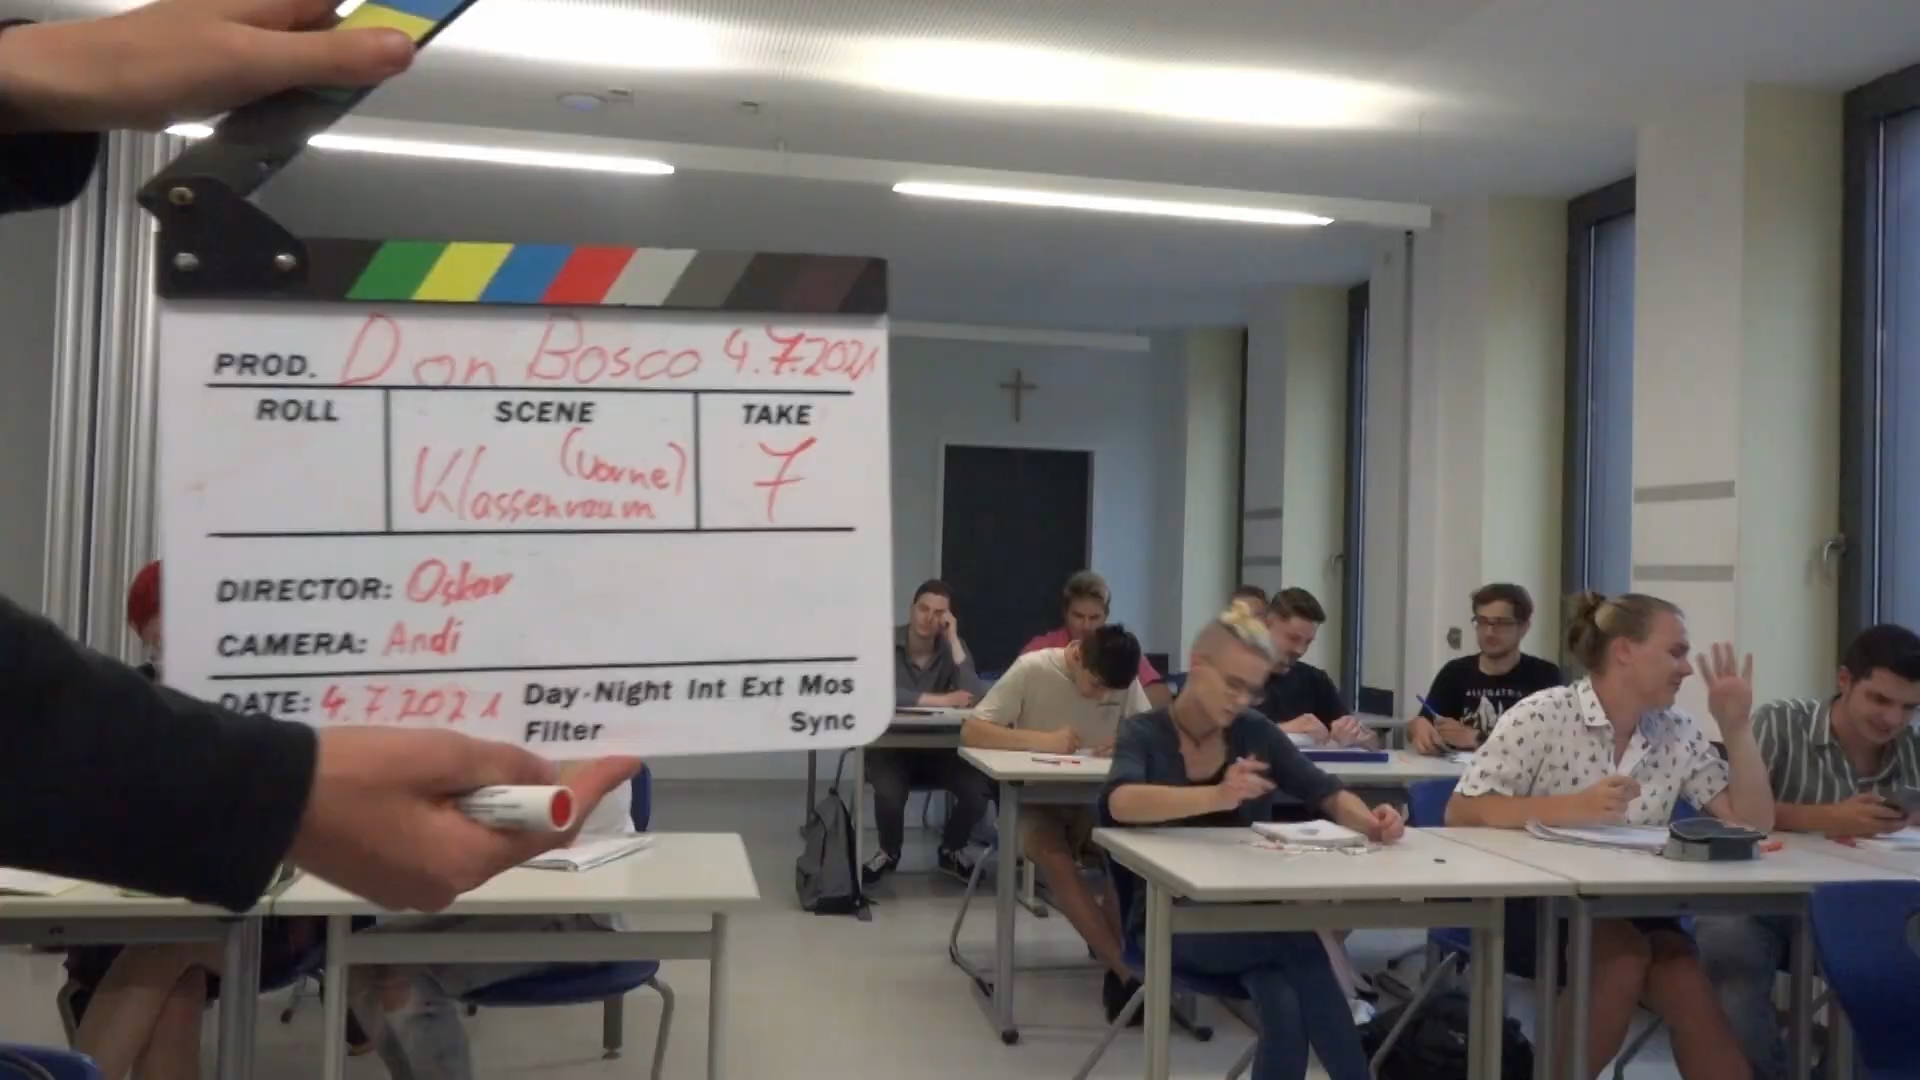 PROD. Don Bosco 4.7.2021
ROLL SCENE TAKE
(vorne)
Klassenraum 7
DIRECTOR: Oskar
CAMERA: Andi
DATE: 4.7.2021 Day-Night Int Ext Mos
Filter Sync